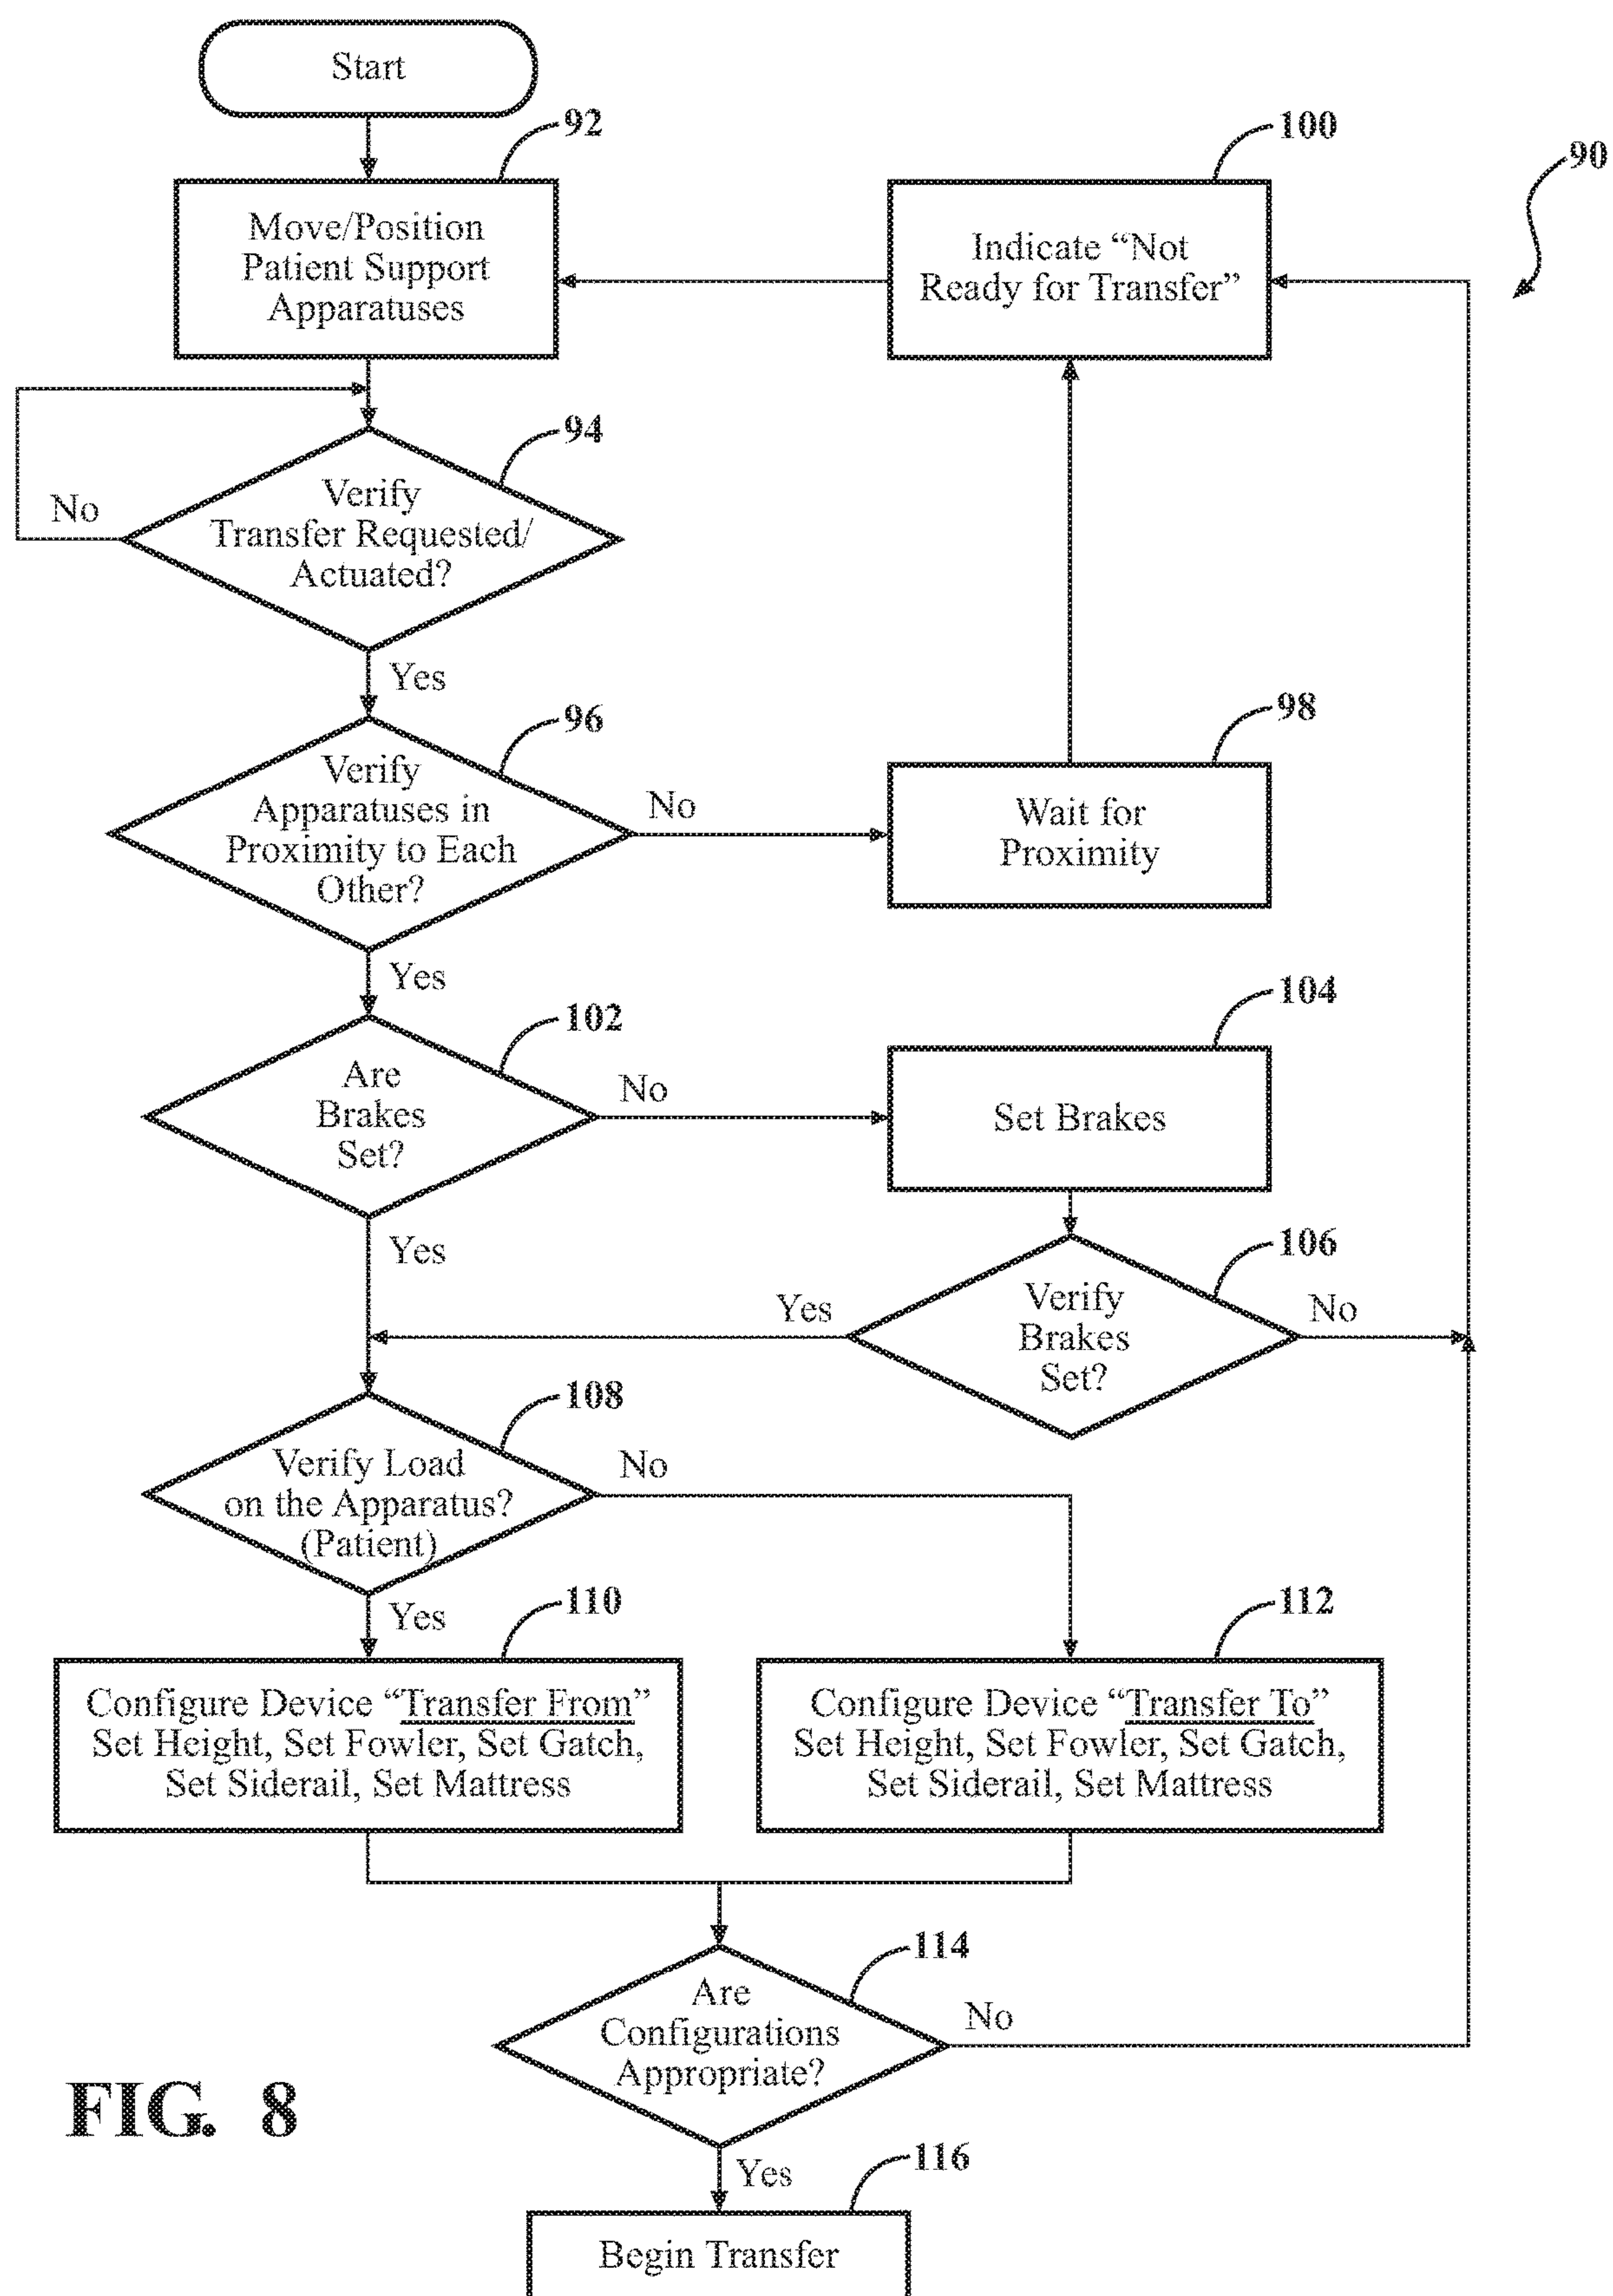 Start
92
100
90
Move/Position
Patient Support
Apparatuses
Indicate “Not
Ready for Transfer”
94
No
Verify
Transfer Requested/
Actuated?
Yes
96
98
Verify
Apparatuses in
Proximity to Each
Other?
No
Wait for
Proximity
Yes
102
104
Are
Brakes
Set?
No
Set Brakes
Yes
106
Yes
Verify
Brakes
Set?
No
108
Verify Load
on the Apparatus?
(Patient)
No
Yes
110
112
Configure Device “Transfer From”
Set Height, Set Fowler, Set Gatch,
Set Siderail, Set Mattress
Configure Device “Transfer To”
Set Height, Set Fowler, Set Gatch,
Set Siderail, Set Mattress
114
Are
Configurations
Appropriate?
No
FIG. 8
Yes
116
Begin Transfer